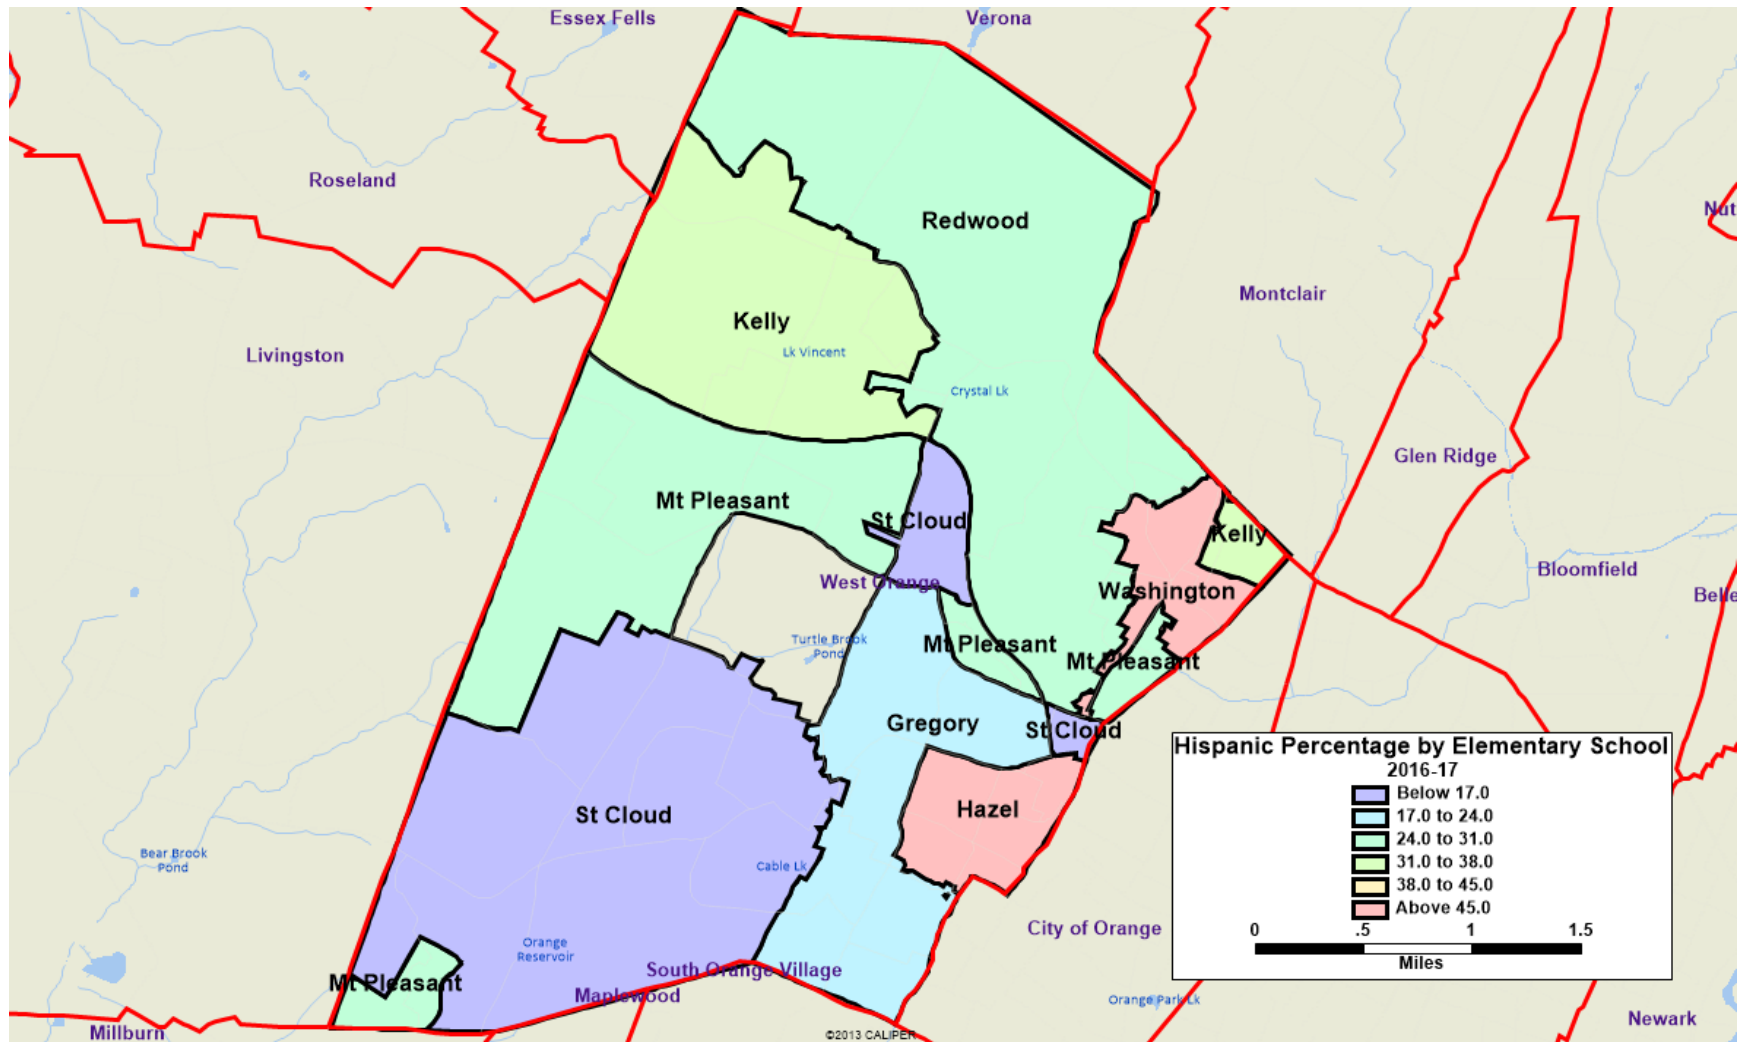 Essex Fells
Verona
Roseland
Redwood
Montclair
Kelly
Lk Vincent
Livingston
Crystal Lk
Glen Ridge
Mt Pleasant
St Cloud
Kelly
Bloomfield
West Orange
Washington
Turtle Brook
Pond
Mt Pleasant
Mt Pleasant
Gregory
St Cloud
Hazel
St Cloud
Bear Brook
Pond
Cable Lk
City of Orange
Orange
Reservoir
South Orange Village
Mt Pleasant
Maplewood
Orange Park Lk
Millburn
Newark
©2013 CALIPER
Hispanic Percentage by Elementary School
2016-17
Below 17.0
17.0 to 24.0
24.0 to 31.0
31.0 to 38.0
38.0 to 45.0
Above 45.0
0 .5 1 1.5
Miles
Nut
Belle